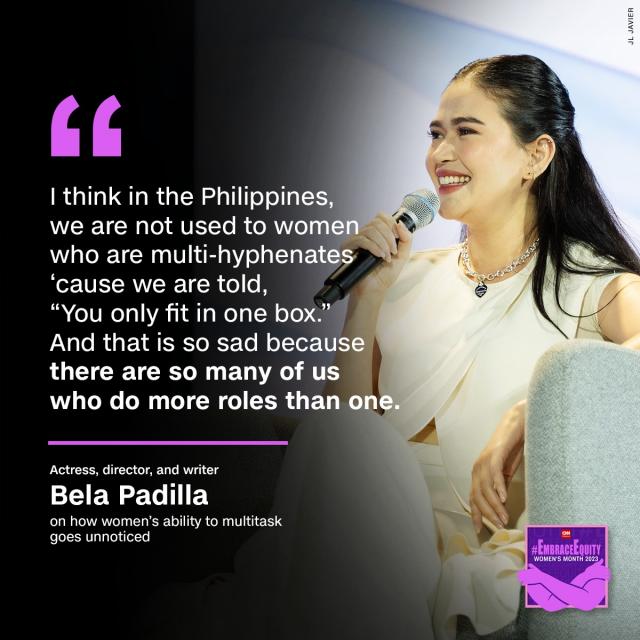 JL JAVIER
“
I think in the Philippines,
we are not used to women
who are multi-hyphenates
‘cause we are told,
“You only fit in one box.”
And that is so sad because
there are so many of us
who do more roles than one.
Actress, director, and writer
Bela Padilla
on how women’s ability to multitask
goes unnoticed
CNN
#EMBRACEEQUITY
WOMEN'S MONTH 2023